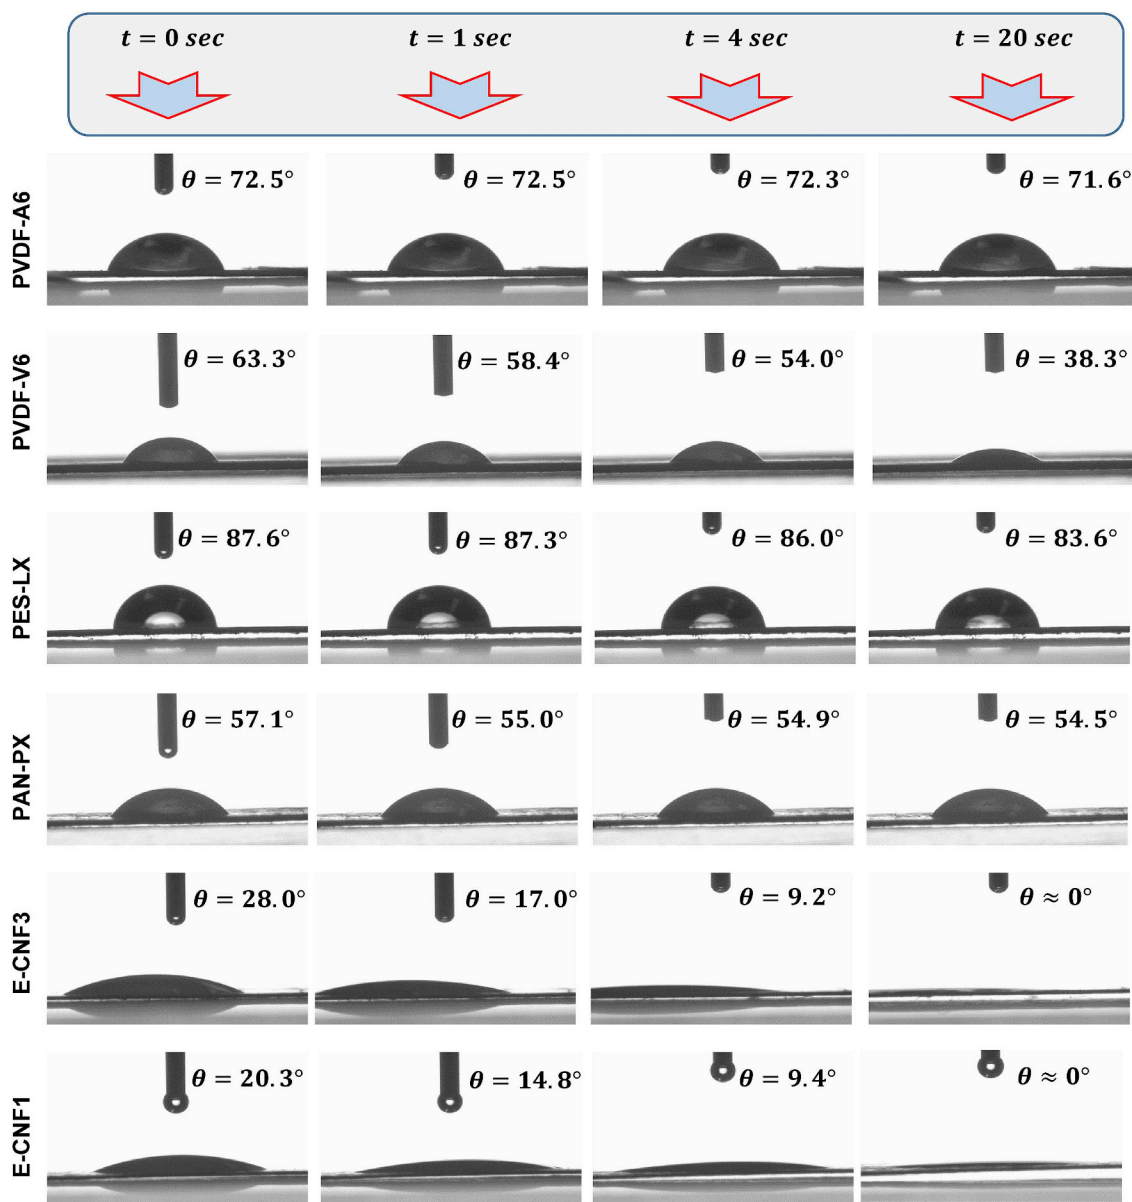 t = 0 sec
t = 1 sec
t = 4 sec
t = 20 sec
PVDF-A6
θ = 72.5°
θ = 72.5°
θ = 72.3°
θ = 71.6°
PVDF-V6
θ = 63.3°
θ = 58.4°
θ = 54.0°
θ = 38.3°
PES-LX
θ = 87.6°
θ = 87.3°
θ = 86.0°
θ = 83.6°
PAN-PX
θ = 57.1°
θ = 55.0°
θ = 54.9°
θ = 54.5°
E-CNF3
θ = 28.0°
θ = 17.0°
θ = 9.2°
θ ≈ 0°
E-CNF1
θ = 20.3°
θ = 14.8°
θ = 9.4°
θ ≈ 0°